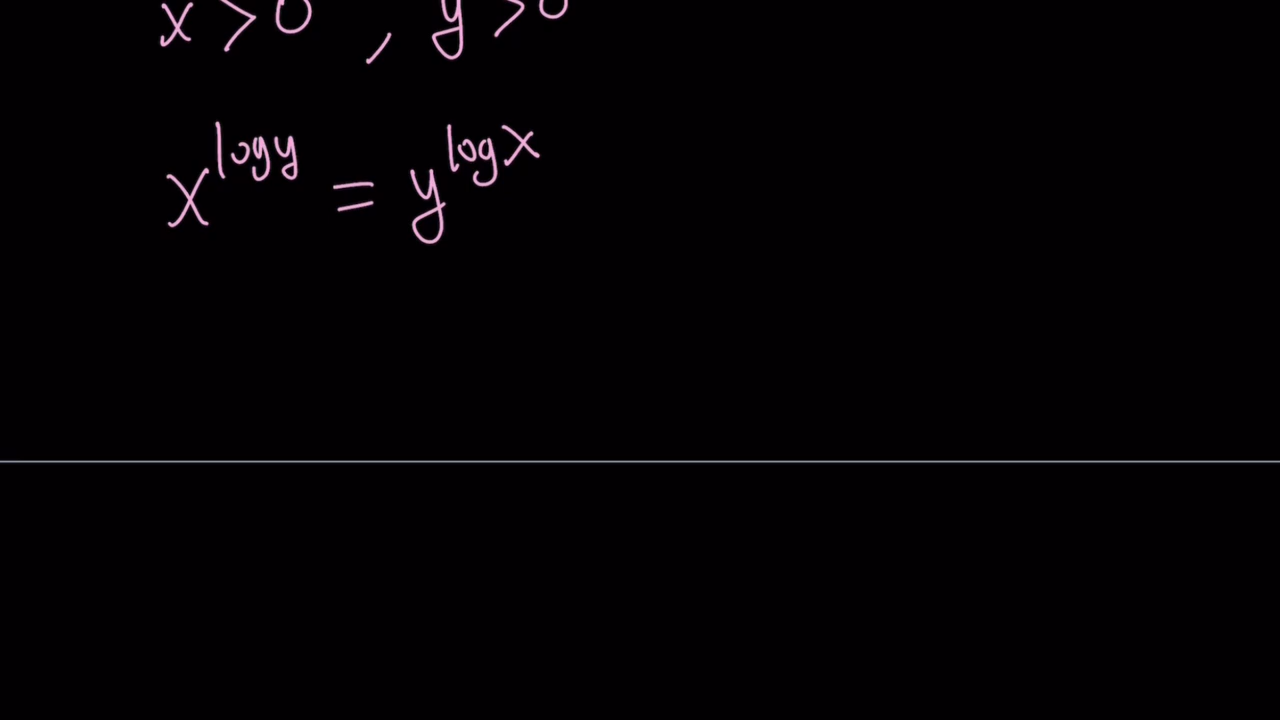 x > 0 , y > 0
x^{log y} = y^{log x}